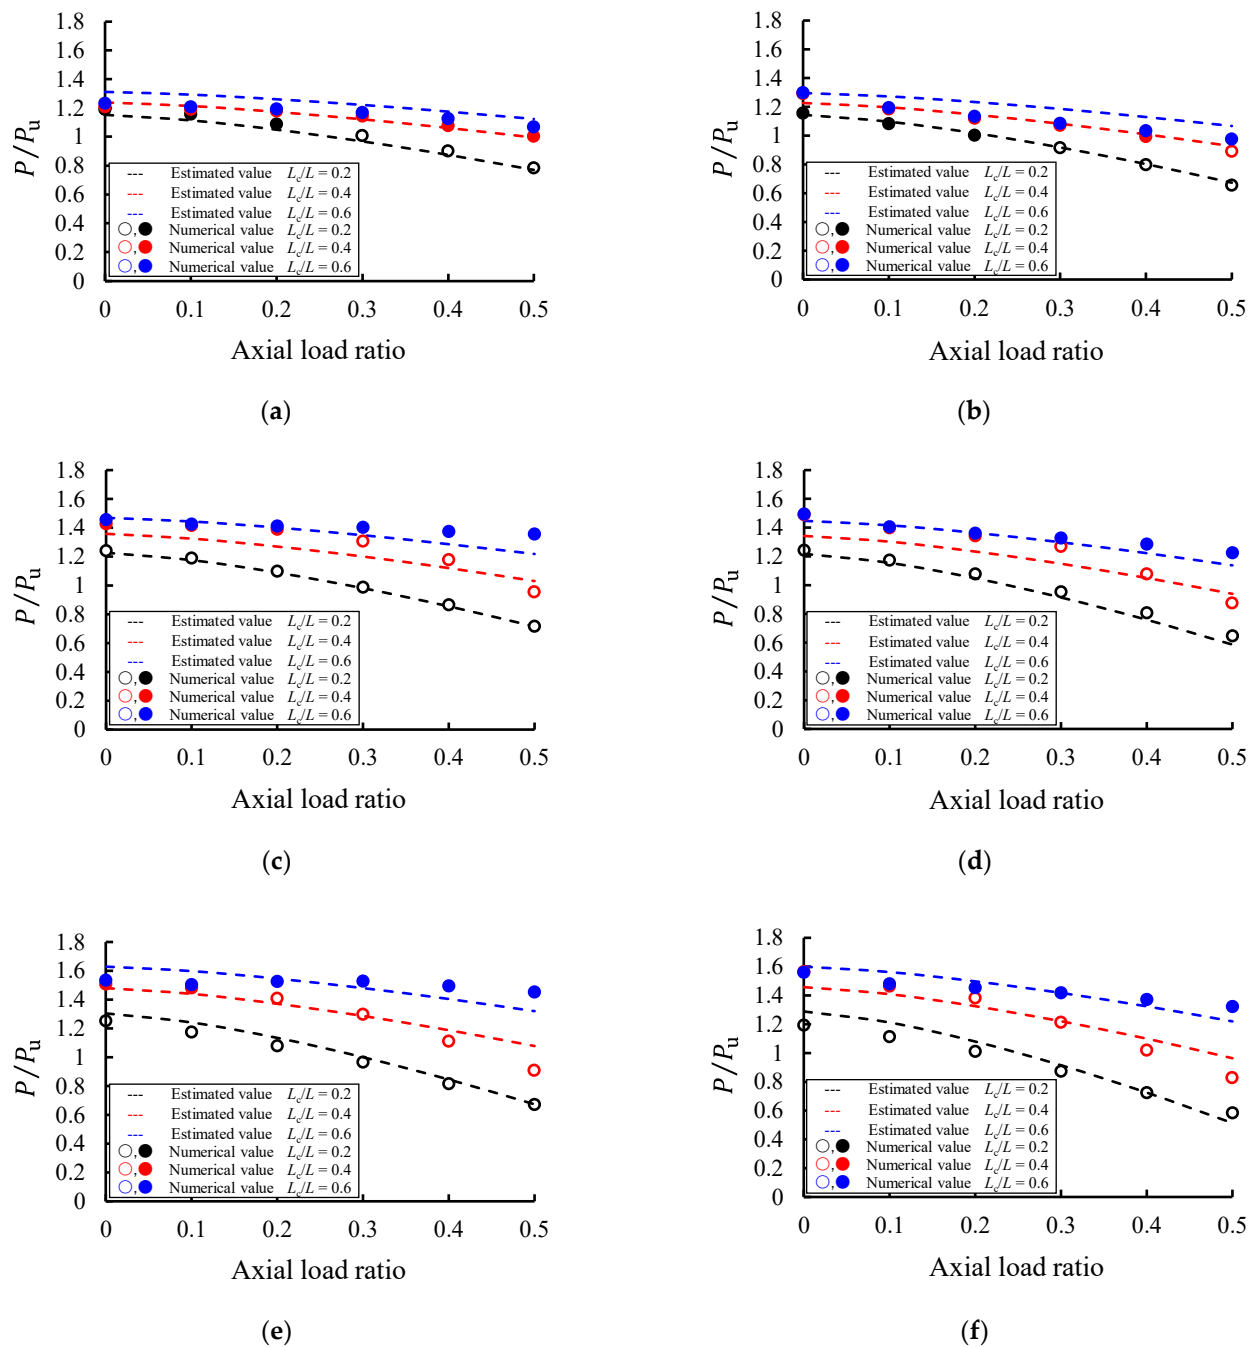 1.8
1.6
1.4
1.2
1
0.8
0.6
0.4
0.2
0
P/Pu
Estimated value Lc/L = 0.2
Estimated value Lc/L = 0.4
Estimated value Lc/L = 0.6
, Numerical value Lc/L = 0.2
, Numerical value Lc/L = 0.4
, Numerical value Lc/L = 0.6
0 0.1 0.2 0.3 0.4 0.5
Axial load ratio
(a)
1.8
1.6
1.4
1.2
1
0.8
0.6
0.4
0.2
0
P/Pu
Estimated value Lc/L = 0.2
Estimated value Lc/L = 0.4
Estimated value Lc/L = 0.6
, Numerical value Lc/L = 0.2
, Numerical value Lc/L = 0.4
, Numerical value Lc/L = 0.6
0 0.1 0.2 0.3 0.4 0.5
Axial load ratio
(b)
1.8
1.6
1.4
1.2
1
0.8
0.6
0.4
0.2
0
P/Pu
Estimated value Lc/L = 0.2
Estimated value Lc/L = 0.4
Estimated value Lc/L = 0.6
, Numerical value Lc/L = 0.2
, Numerical value Lc/L = 0.4
, Numerical value Lc/L = 0.6
0 0.1 0.2 0.3 0.4 0.5
Axial load ratio
(c)
1.8
1.6
1.4
1.2
1
0.8
0.6
0.4
0.2
0
P/Pu
Estimated value Lc/L = 0.2
Estimated value Lc/L = 0.4
Estimated value Lc/L = 0.6
, Numerical value Lc/L = 0.2
, Numerical value Lc/L = 0.4
, Numerical value Lc/L = 0.6
0 0.1 0.2 0.3 0.4 0.5
Axial load ratio
(d)
1.8
1.6
1.4
1.2
1
0.8
0.6
0.4
0.2
0
P/Pu
Estimated value Lc/L = 0.2
Estimated value Lc/L = 0.4
Estimated value Lc/L = 0.6
, Numerical value Lc/L = 0.2
, Numerical value Lc/L = 0.4
, Numerical value Lc/L = 0.6
0 0.1 0.2 0.3 0.4 0.5
Axial load ratio
(e)
1.8
1.6
1.4
1.2
1
0.8
0.6
0.4
0.2
0
P/Pu
Estimated value Lc/L = 0.2
Estimated value Lc/L = 0.4
Estimated value Lc/L = 0.6
, Numerical value Lc/L = 0.2
, Numerical value Lc/L = 0.4
, Numerical value Lc/L = 0.6
0 0.1 0.2 0.3 0.4 0.5
Axial load ratio
(f)